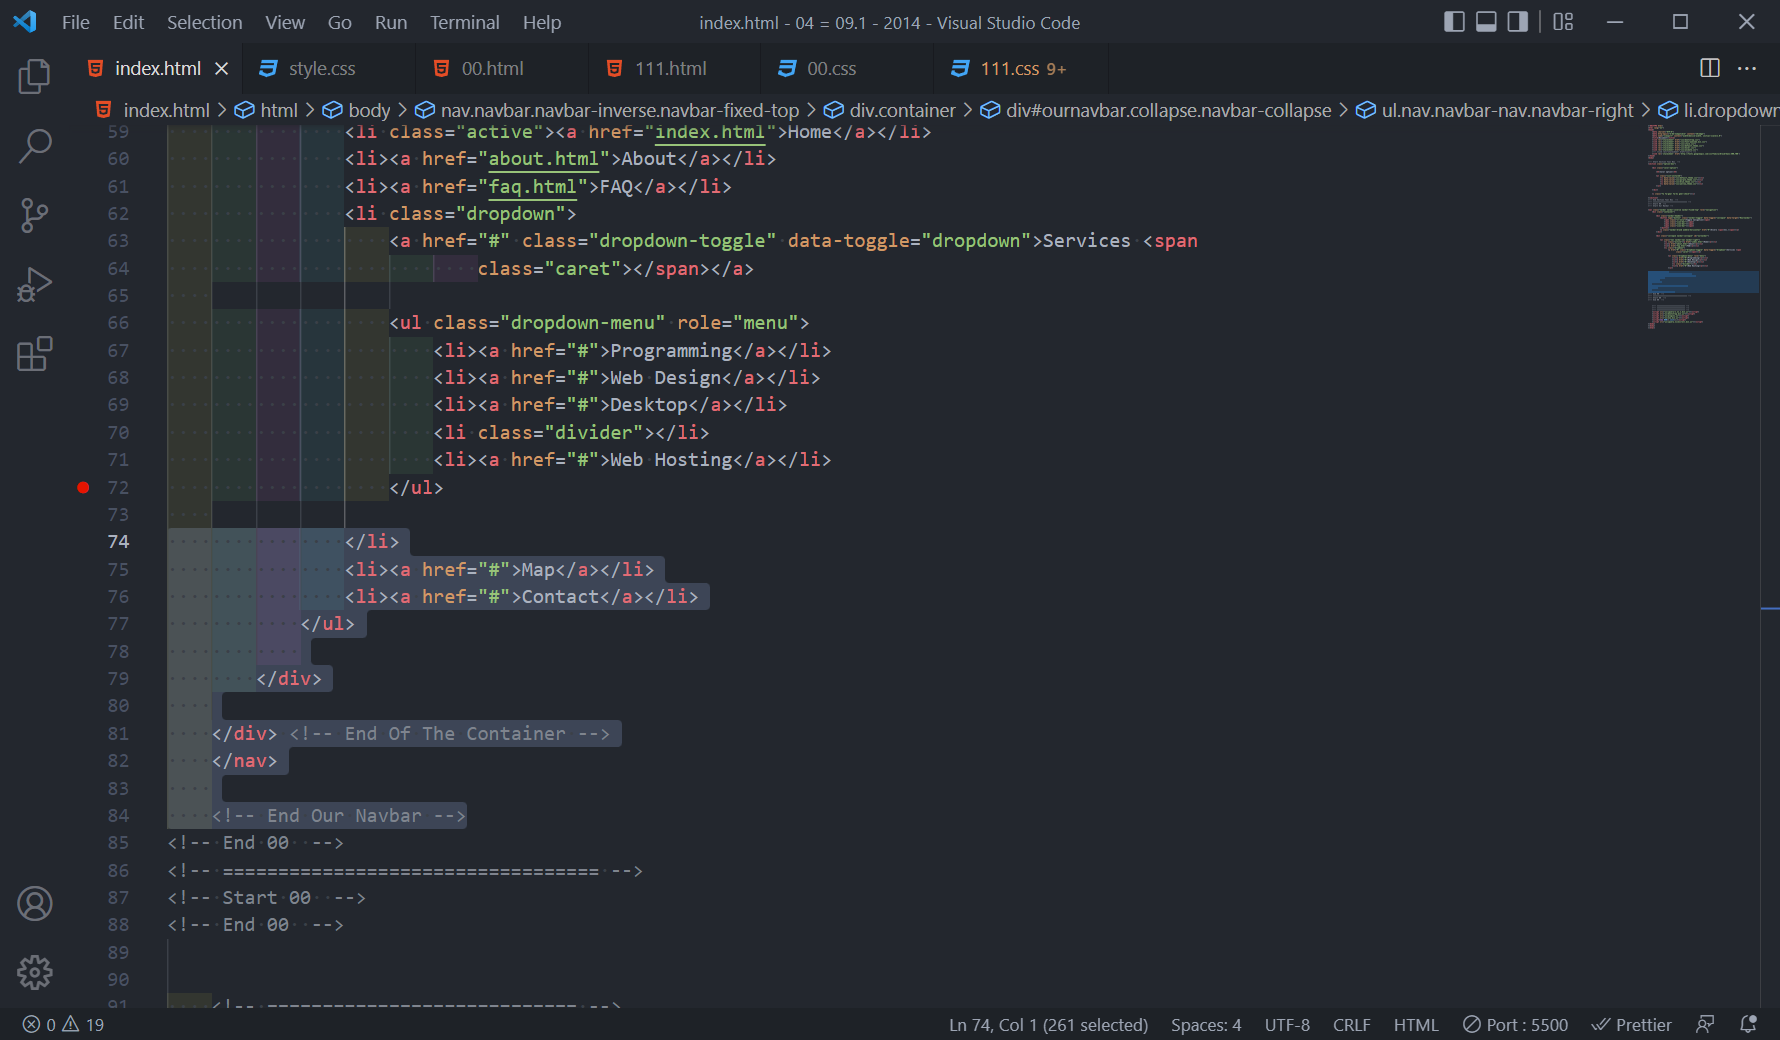 File Edit Selection View Go Run Terminal Help
index.html - 04 = 09.1 - 2014 - Visual Studio Code
index.html style.css 00.html 111.html 00.css 111.css 9+
index.html > html > body > nav.navbar.navbar-inverse.navbar-fixed-top > div.container > div#ournavbar.collapse.navbar-collapse > ul.nav.navbar-nav.navbar-right > li.dropdown
59 <li class="active"><a href="index.html">Home</a></li>
60 <li><a href="about.html">About</a></li>
61 <li><a href="faq.html">FAQ</a></li>
62 <li class="dropdown">
63 <a href="#" class="dropdown-toggle" data-toggle="dropdown">Services <span
64 class="caret"></span></a>
65
66 <ul class="dropdown-menu" role="menu">
67 <li><a href="#">Programming</a></li>
68 <li><a href="#">Web Design</a></li>
69 <li><a href="#">Desktop</a></li>
70 <li class="divider"></li>
71 <li><a href="#">Web Hosting</a></li>
72 </ul>
73
74 </li>
75 <li><a href="#">Map</a></li>
76 <li><a href="#">Contact</a></li>
77 </ul>
78
79 </div>
80
81 </div> <!-- End Of The Container -->
82 </nav>
83
84 <!-- End Our Navbar -->
85 <!-- End 00  -->
86 <!-- ================================== -->
87 <!-- Start 00  -->
88 <!-- End 00  -->
89
90
91 <!-- ============================ -->
0 19
Ln 74, Col 1 (261 selected) Spaces: 4 UTF-8 CRLF HTML Port : 5500 Prettier